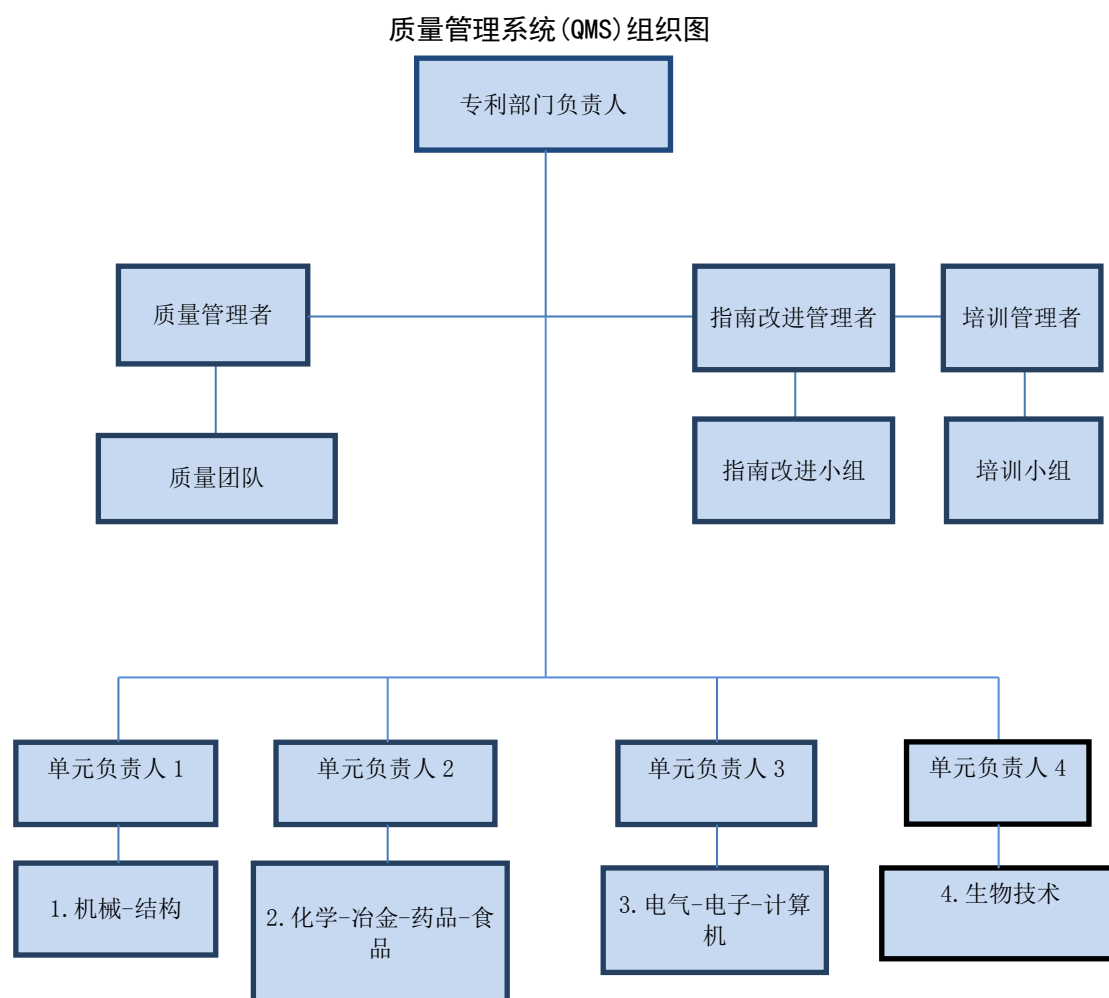 质量管理系统(QMS)组织图
专利部门负责人
质量管理者
指南改进管理者
培训管理者
质量团队
指南改进小组
培训小组
单元负责人 1
单元负责人 2
单元负责人 3
单元负责人 4
1.机械-结构
2.化学-冶金-药品-食
品
3.电气-电子-计算
机
4.生物技术